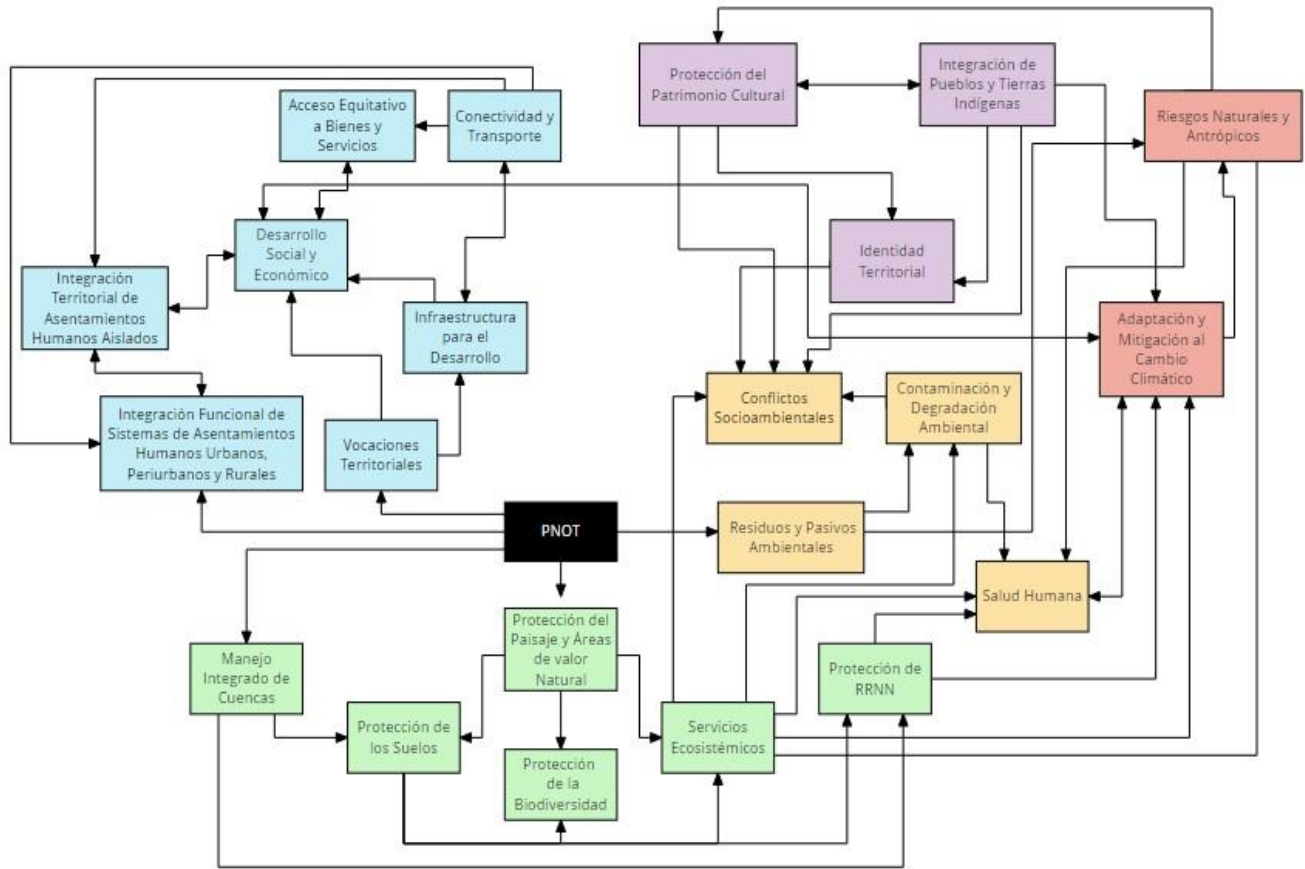 Protección del
Patrimonio Cultural
Integración de
Pueblos y Tierras
Indígenas
Acceso Equitativo
a Bienes y
Servicios
Conectividad y
Transporte
Riesgos Naturales y
Antrópicos
Desarrollo
Social y
Económico
Identidad
Territorial
Integración
Territorial de
Asentamientos
Humanos Aislados
Infraestructura
para el
Desarrollo
Adaptación y
Mitigación al
Cambio
Climático
Conflictos
Socioambientales
Contaminación y
Degradación
Ambiental
Integración Funcional de
Sistemas de Asentamientos
Humanos Urbanos,
Periurbanos y Rurales
Vocaciones
Territoriales
PNOT
Residuos y Pasivos
Ambientales
Salud Humana
Protección del
Paisaje y Áreas
de valor
Natural
Manejo
Integrado de
Cuencas
Protección de
RRNN
Protección de
los Suelos
Servicios
Ecosistémicos
Protección
de la
Biodiversidad